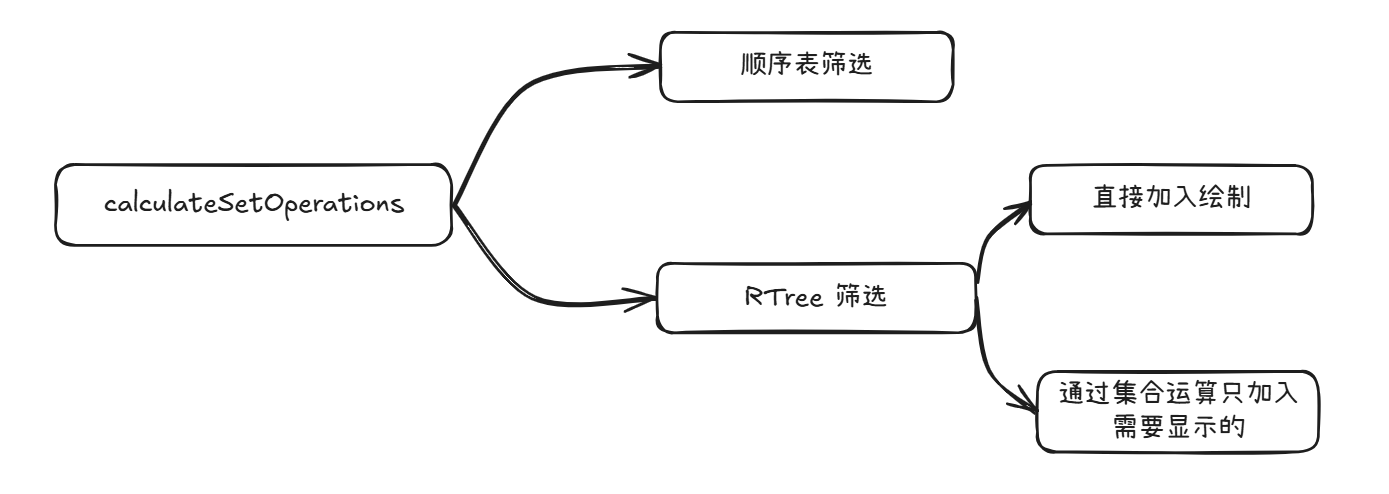 顺序表筛选
calculateSetOperations
直接加入绘制
RTree 筛选
通过集合运算只加入
需要显示的